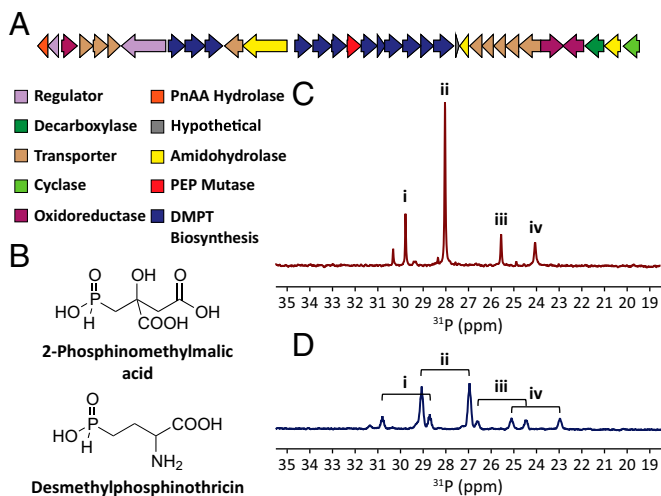 A
Regulator
Decarboxylase
Transporter
Cyclase
Oxidoreductase
PnAA Hydrolase
Hypothetical
Amidohydrolase
PEP Mutase
DMPT
Biosynthesis
B
O
OH
O
HO
P
H
OH
COOH
2-Phosphinomethylmalic
acid
O
HO
P
H
COOH
NH₂
Desmethylphosphinothricin
C
i
ii
iii
iv
35 34 33 32 31 30 29 28 27 26 25 24 23 22 21 20 19
³¹P (ppm)
D
i
ii
iii
iv
35 34 33 32 31 30 29 28 27 26 25 24 23 22 21 20 19
³¹P (ppm)